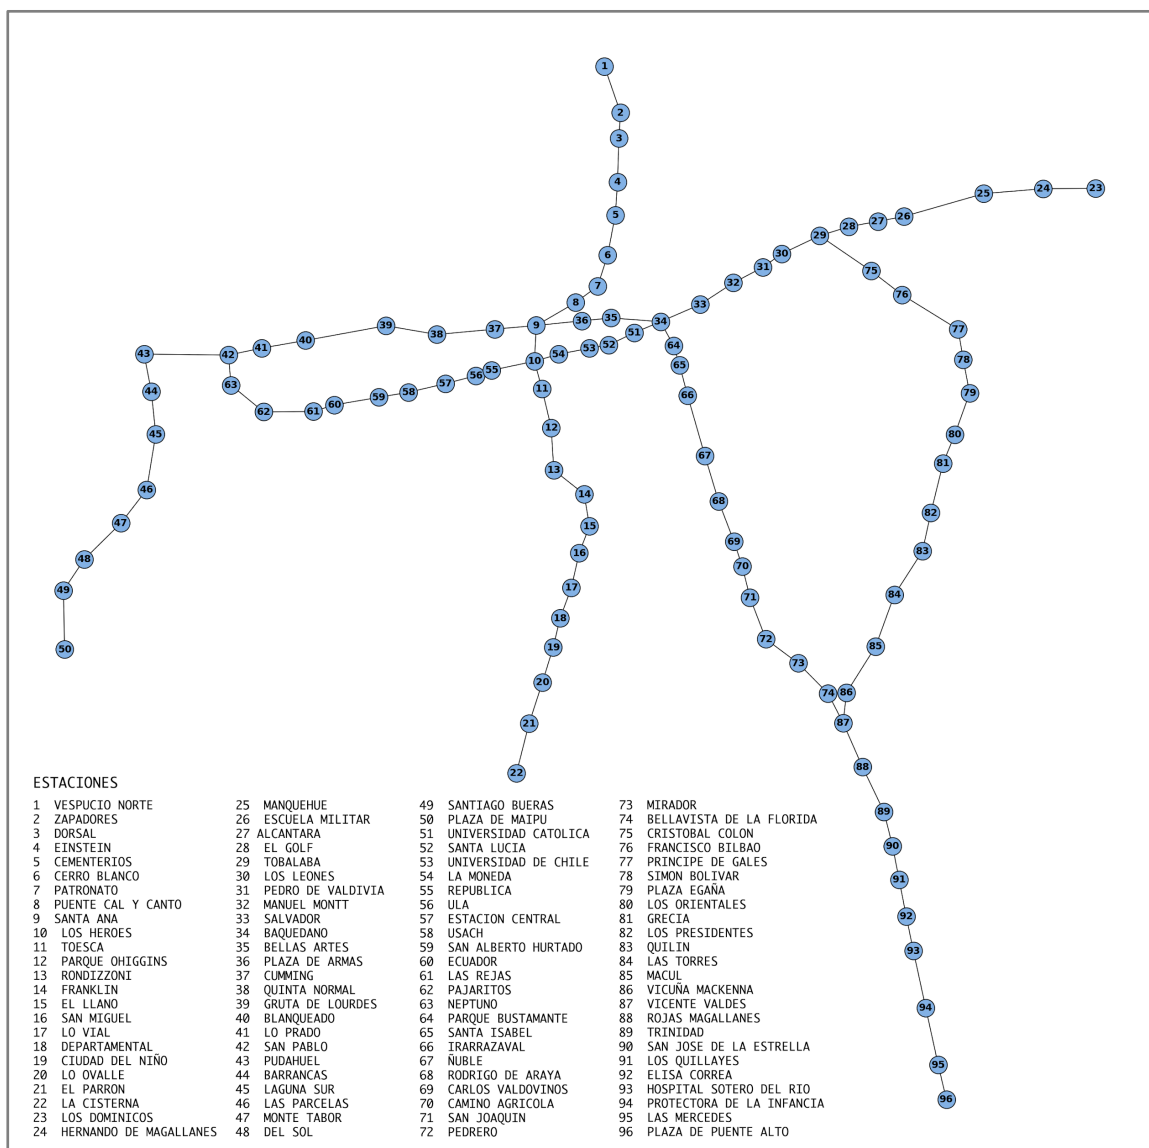 ESTACIONES
1 VESPUCIO NORTE
2 ZAPADORES
3 DORSAL
4 EINSTEIN
5 CEMENTERIOS
6 CERRO BLANCO
7 PATRONATO
8 PUENTE CAL Y CANTO
9 SANTA ANA
10 LOS HEROES
11 TOESCA
12 PARQUE OHIGGINS
13 RONDIZZONI
14 FRANKLIN
15 EL LLANO
16 SAN MIGUEL
17 LO VIAL
18 DEPARTAMENTAL
19 CIUDAD DEL NIÑO
20 LO OVALLE
21 EL PARRON
22 LA CISTERNA
23 LOS DOMINICOS
24 HERNANDO DE MAGALLANES
25 MANQUEHUE
26 ESCUELA MILITAR
27 ALCANTARA
28 EL GOLF
29 TOBALABA
30 LOS LEONES
31 PEDRO DE VALDIVIA
32 MANUEL MONTT
33 SALVADOR
34 BAQUEDANO
35 BELLAS ARTES
36 PLAZA DE ARMAS
37 CUMMING
38 QUINTA NORMAL
39 GRUTA DE LOURDES
40 BLANQUEADO
41 LO PRADO
42 SAN PABLO
43 PUDAHUEL
44 BARRANCAS
45 LAGUNA SUR
46 LAS PARCELAS
47 MONTE TABOR
48 DEL SOL
49 SANTIAGO BUERAS
50 PLAZA DE MAIPU
51 UNIVERSIDAD CATOLICA
52 SANTA LUCIA
53 UNIVERSIDAD DE CHILE
54 LA MONEDA
55 REPUBLICA
56 ULA
57 ESTACION CENTRAL
58 USACH
59 SAN ALBERTO HURTADO
60 ECUADOR
61 LAS REJAS
62 PAJARITOS
63 NEPTUNO
64 PARQUE BUSTAMANTE
65 SANTA ISABEL
66 IRARRAZAVAL
67 ÑUBLE
68 RODRIGO DE ARAYA
69 CARLOS VALDOVINOS
70 CAMINO AGRICOLA
71 SAN JOAQUIN
72 PEDRERO
73 MIRADOR
74 BELLAVISTA DE LA FLORIDA
75 CRISTOBAL COLON
76 FRANCISCO BILBAO
77 PRINCIPE DE GALES
78 SIMON BOLIVAR
79 PLAZA EGAÑA
80 LOS ORIENTALES
81 GRECIA
82 LOS PRESIDENTES
83 QUILIN
84 LAS TORRES
85 MACUL
86 VICUÑA MACKENNA
87 VICENTE VALDES
88 ROJAS MAGALLANES
89 TRINIDAD
90 SAN JOSE DE LA ESTRELLA
91 LOS QUILLAYES
92 ELISA CORREA
93 HOSPITAL SOTERO DEL RIO
94 PROTECTORA DE LA INFANCIA
95 LAS MERCEDES
96 PLAZA DE PUENTE ALTO